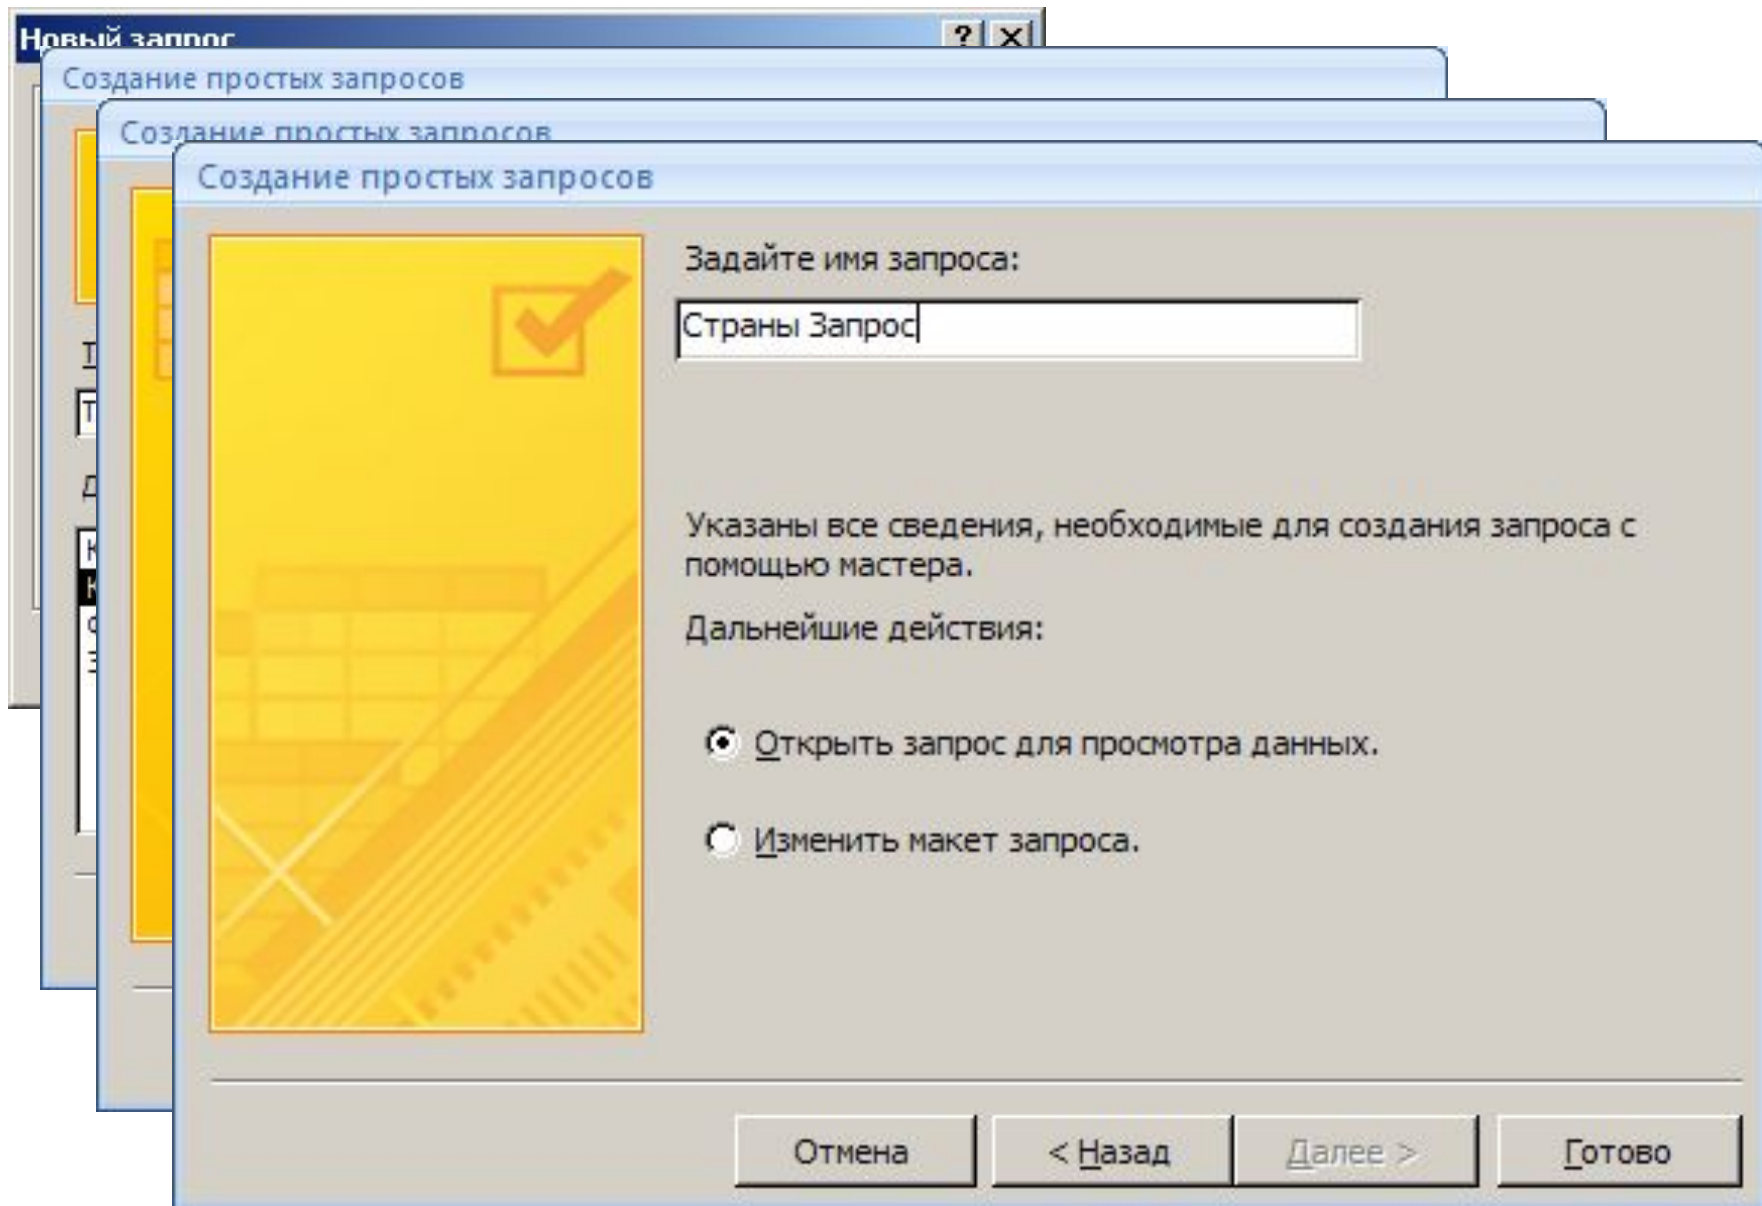 Новый запрос
Создание простых запросов
Создание простых запросов
Создание простых запросов
Задайте имя запроса:
Страны Запрос
Указаны все сведения, необходимые для создания запроса с
помощью мастера.
Дальнейшие действия:
Открыть запрос для просмотра данных.
Изменить макет запроса.
Отмена
< Назад
Далее >
Готово